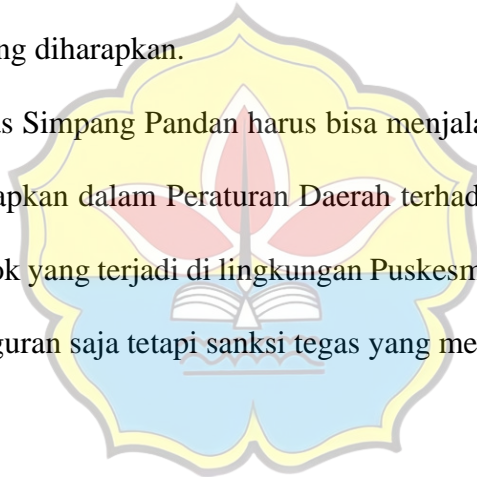 ng diharapkan.
s Simpang Pandan harus bisa menjala
apkan dalam Peraturan Daerah terhad
ok yang terjadi di lingkungan Puskesm
guran saja tetapi sanksi tegas yang me